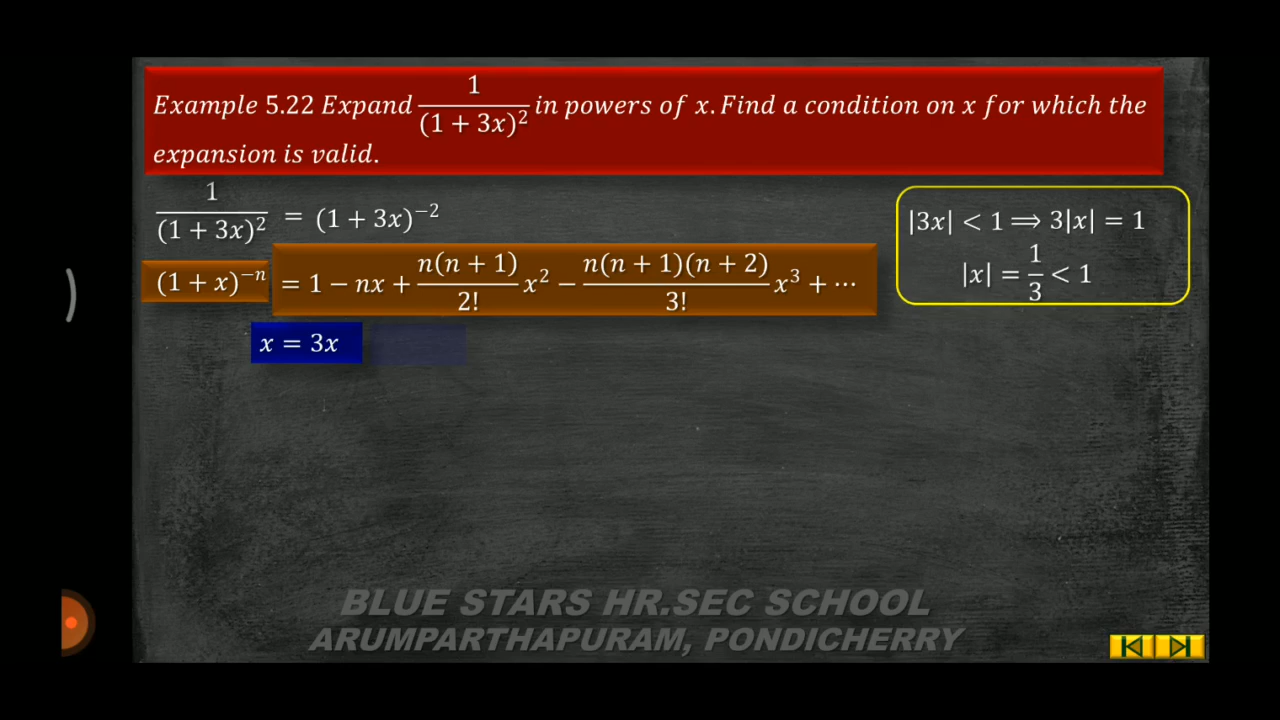 Example 5.22 Expand 1/(1 + 3x)² in powers of x. Find a condition on x for which the
expansion is valid.
1/(1 + 3x)² = (1 + 3x)⁻²
|3x| < 1 ⟹ 3|x| = 1
|x| = 1/3 < 1
(1 + x)⁻ⁿ = 1 − nx + n(n + 1)/2! x² − n(n + 1)(n + 2)/3! x³ + ⋯
x = 3x
BLUE STARS HR.SEC SCHOOL
ARUMPARTHAPURAM, PONDICHERRY